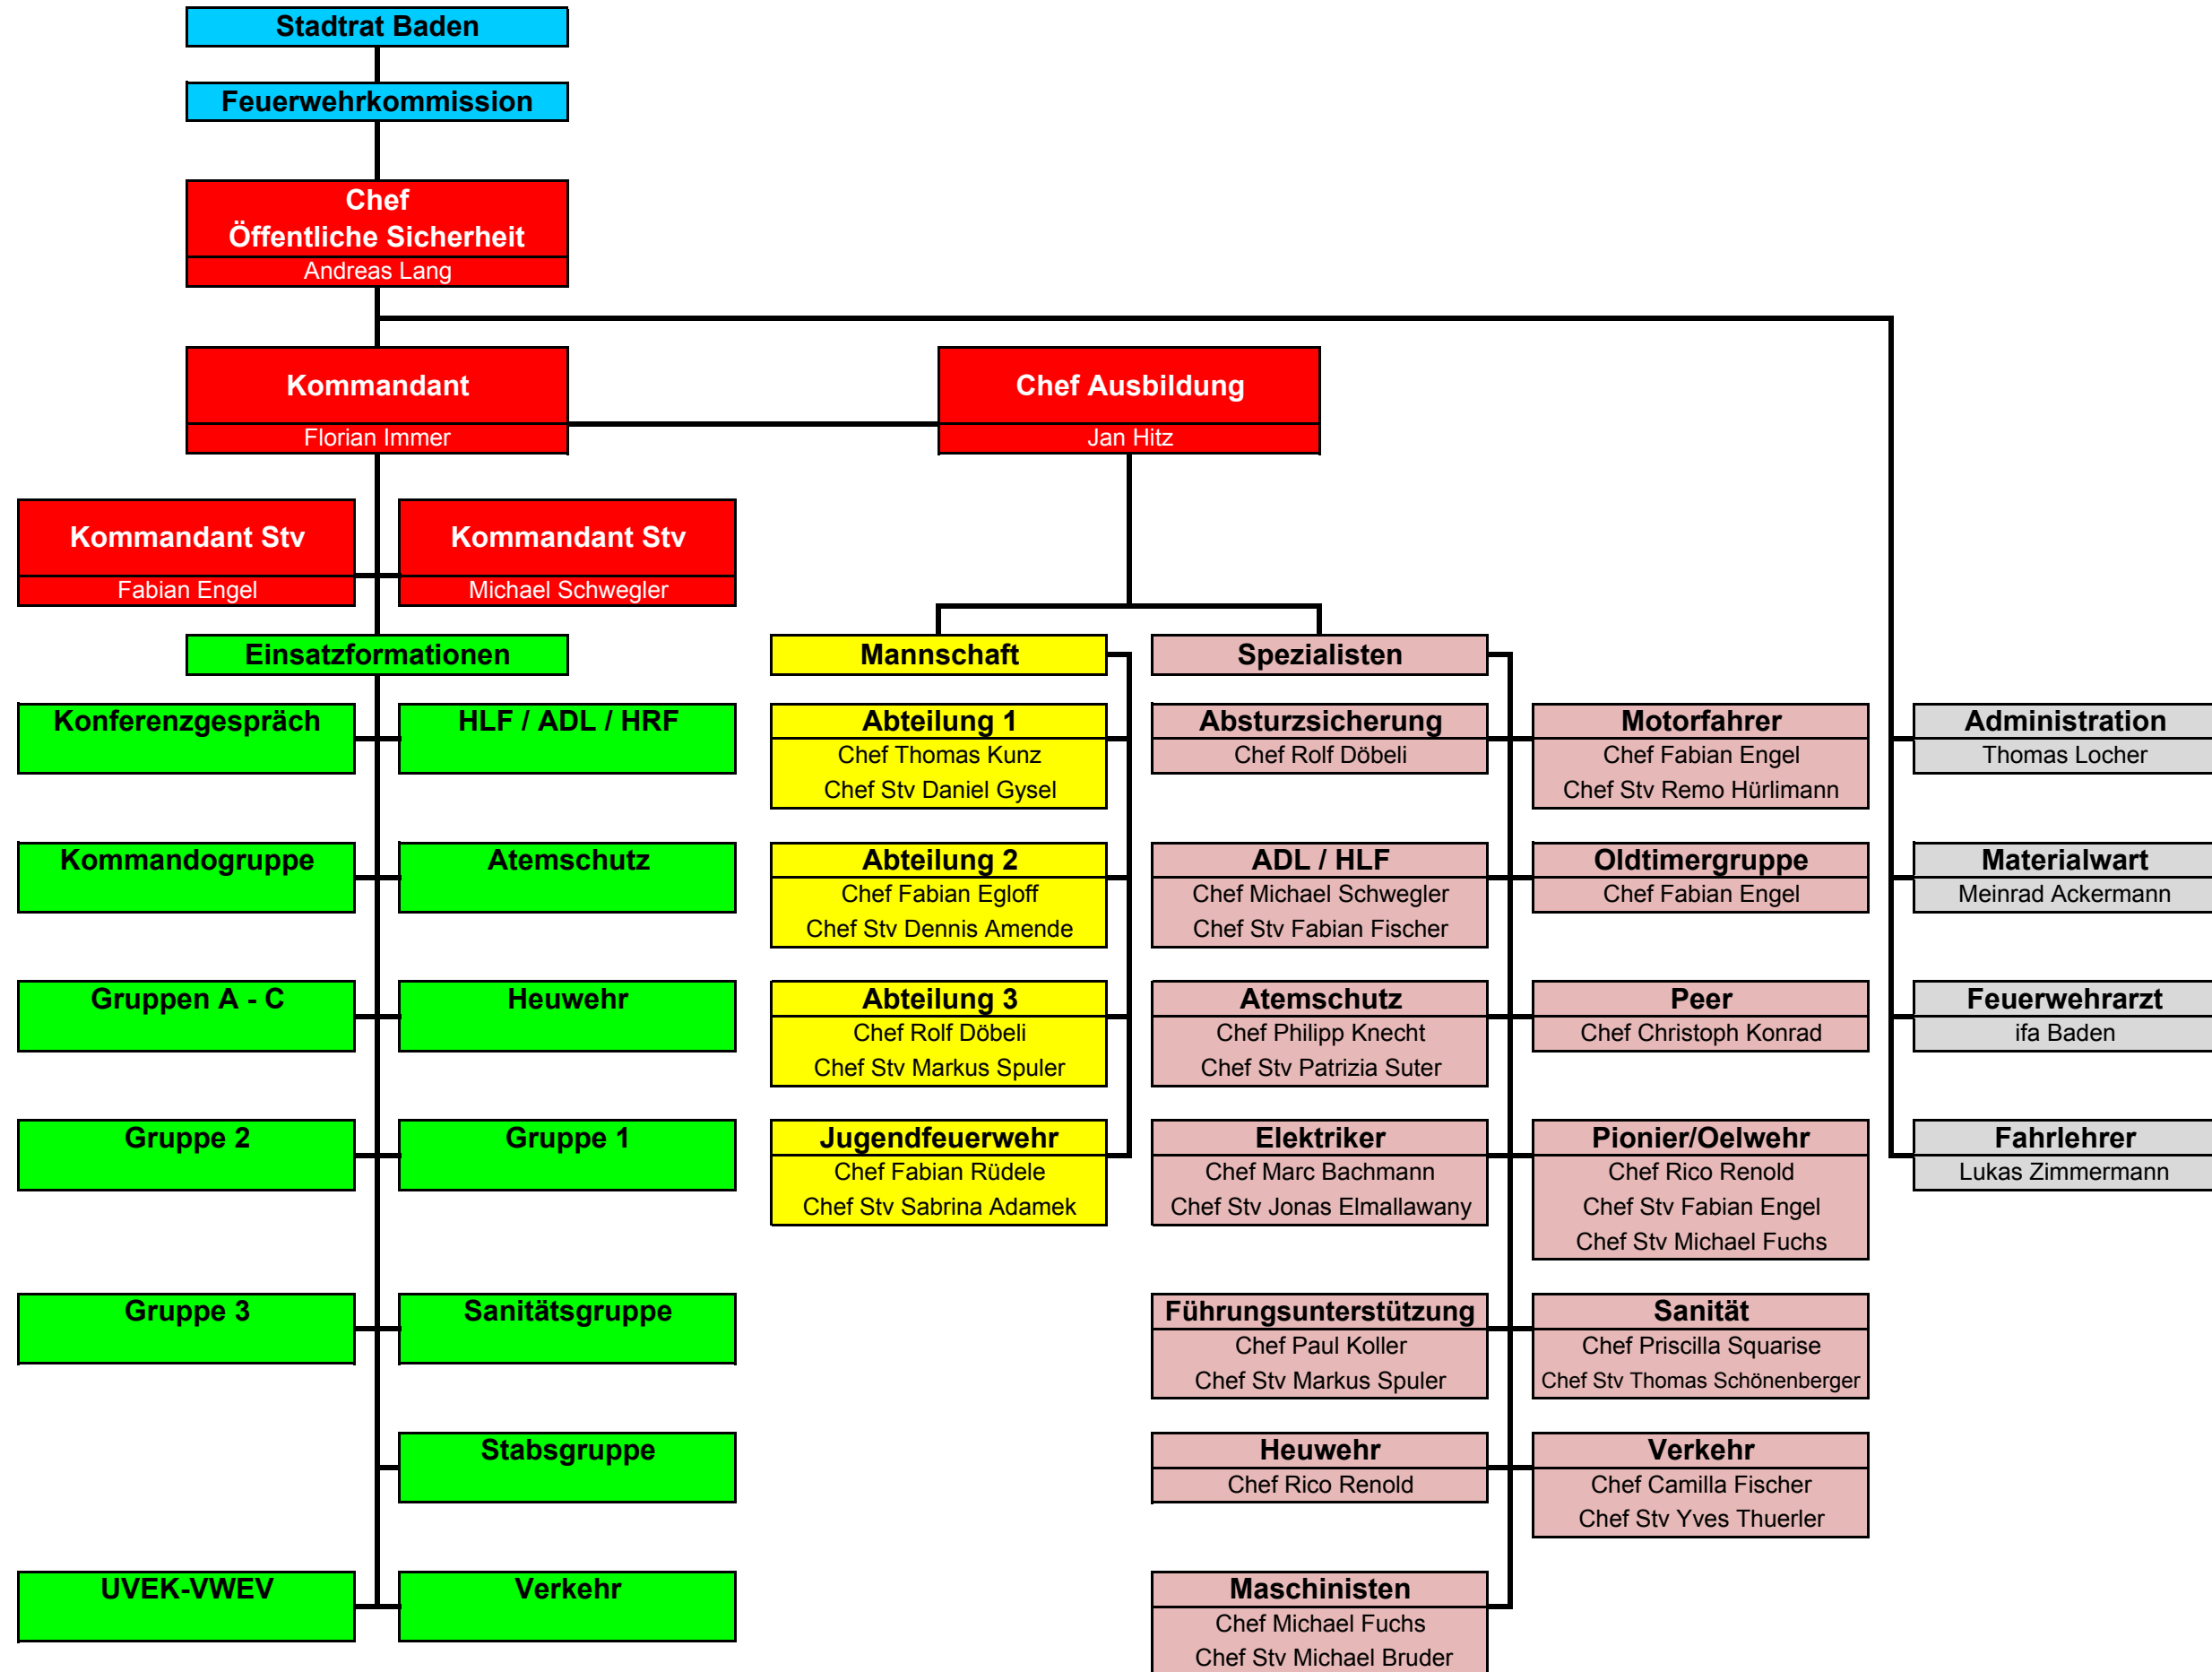 Stadtrat Baden
Feuerwehrkommission
Chef
Öffentliche Sicherheit
Andreas Lang
Kommandant
Florian Immer
Chef Ausbildung
Jan Hitz
Kommandant Stv
Fabian Engel
Kommandant Stv
Michael Schwegler
Einsatzformationen
Konferenzgespräch
HLF / ADL / HRF
Kommandogruppe
Atemschutz
Gruppen A - C
Heuwehr
Gruppe 2
Gruppe 1
Gruppe 3
Sanitätsgruppe
Stabsgruppe
UVEK-VWEV
Verkehr
Mannschaft
Abteilung 1
Chef Thomas Kunz
Chef Stv Daniel Gysel
Abteilung 2
Chef Fabian Egloff
Chef Stv Dennis Amende
Abteilung 3
Chef Rolf Döbeli
Chef Stv Markus Spuler
Jugendfeuerwehr
Chef Fabian Rüdele
Chef Stv Sabrina Adamek
Spezialisten
Absturzsicherung
Chef Rolf Döbeli
ADL / HLF
Chef Michael Schwegler
Chef Stv Fabian Fischer
Atemschutz
Chef Philipp Knecht
Chef Stv Patrizia Suter
Elektriker
Chef Marc Bachmann
Chef Stv Jonas Elmallawany
Führungsunterstützung
Chef Paul Koller
Chef Stv Markus Spuler
Heuwehr
Chef Rico Renold
Maschinisten
Chef Michael Fuchs
Chef Stv Michael Bruder
Motorfahrer
Chef Fabian Engel
Chef Stv Remo Hürlimann
Oldtimergruppe
Chef Fabian Engel
Peer
Chef Christoph Konrad
Pionier/Oelwehr
Chef Rico Renold
Chef Stv Fabian Engel
Chef Stv Michael Fuchs
Sanität
Chef Priscilla Squarise
Chef Stv Thomas Schönenberger
Verkehr
Chef Camilla Fischer
Chef Stv Yves Thuerler
Administration
Thomas Locher
Materialwart
Meinrad Ackermann
Feuerwehrarzt
ifa Baden
Fahrlehrer
Lukas Zimmermann